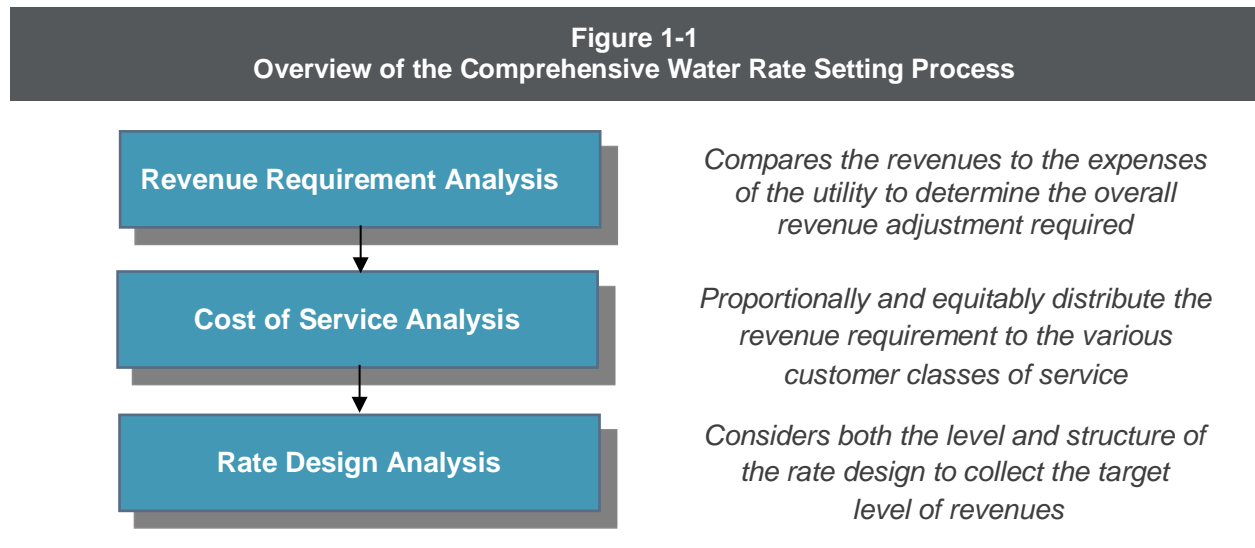 Figure 1-1
Overview of the Comprehensive Water Rate Setting Process
Revenue Requirement Analysis
Compares the revenues to the expenses
of the utility to determine the overall
revenue adjustment required
Cost of Service Analysis
Proportionally and equitably distribute the
revenue requirement to the various
customer classes of service
Rate Design Analysis
Considers both the level and structure of
the rate design to collect the target
level of revenues